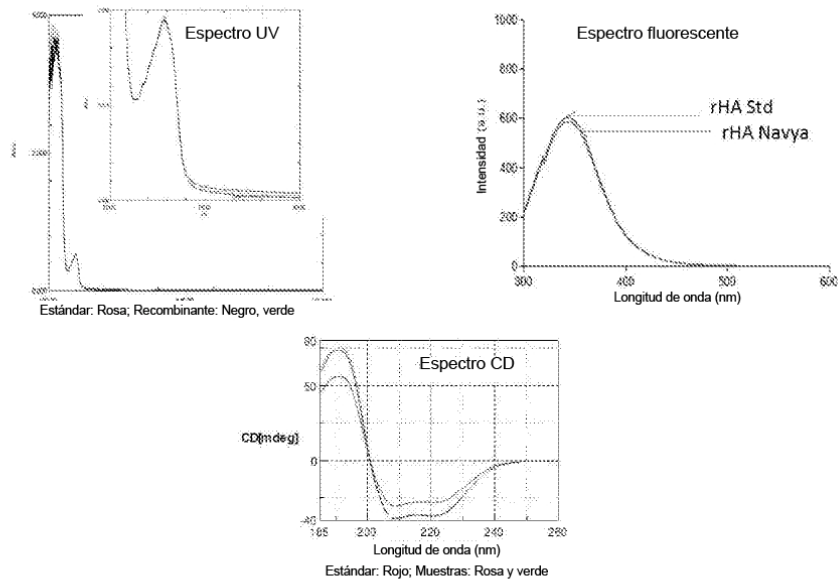 Espectro UV
Estándar: Rosa; Recombinante: Negro, verde
Espectro fluorescente
rHA Std
rHA Navya
Intensidad (a.u.)
1000
800
600
400
200
0
300
400
500
600
Longitud de onda (nm)
Espectro CD
CD[mdeg]
80
50
0
-40
185
200
220
240
260
Longitud de onda (nm)
Estándar: Rojo; Muestras: Rosa y verde